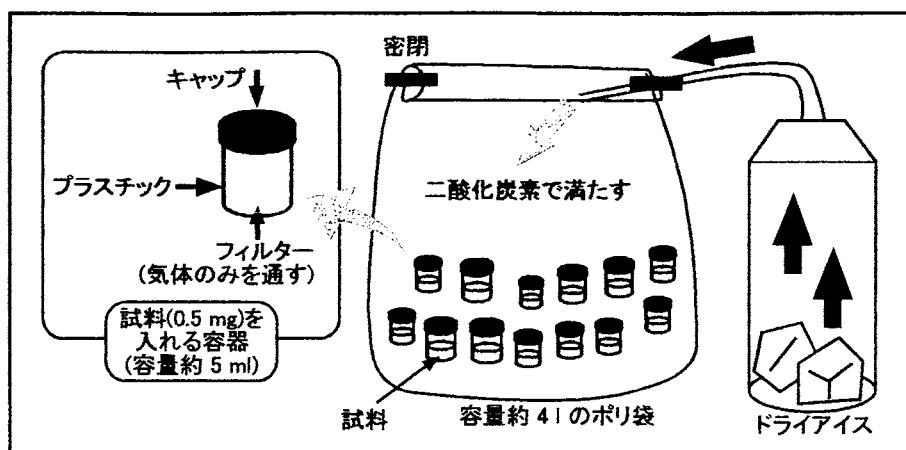 密閉
キャップ
プラスチック
フィルター
(気体のみを通す)
試料(0.5 mg)を
入れる容器
(容量約 5 ml)
二酸化炭素で満たす
試料
容量約 4 l のポリ袋
ドライアイス